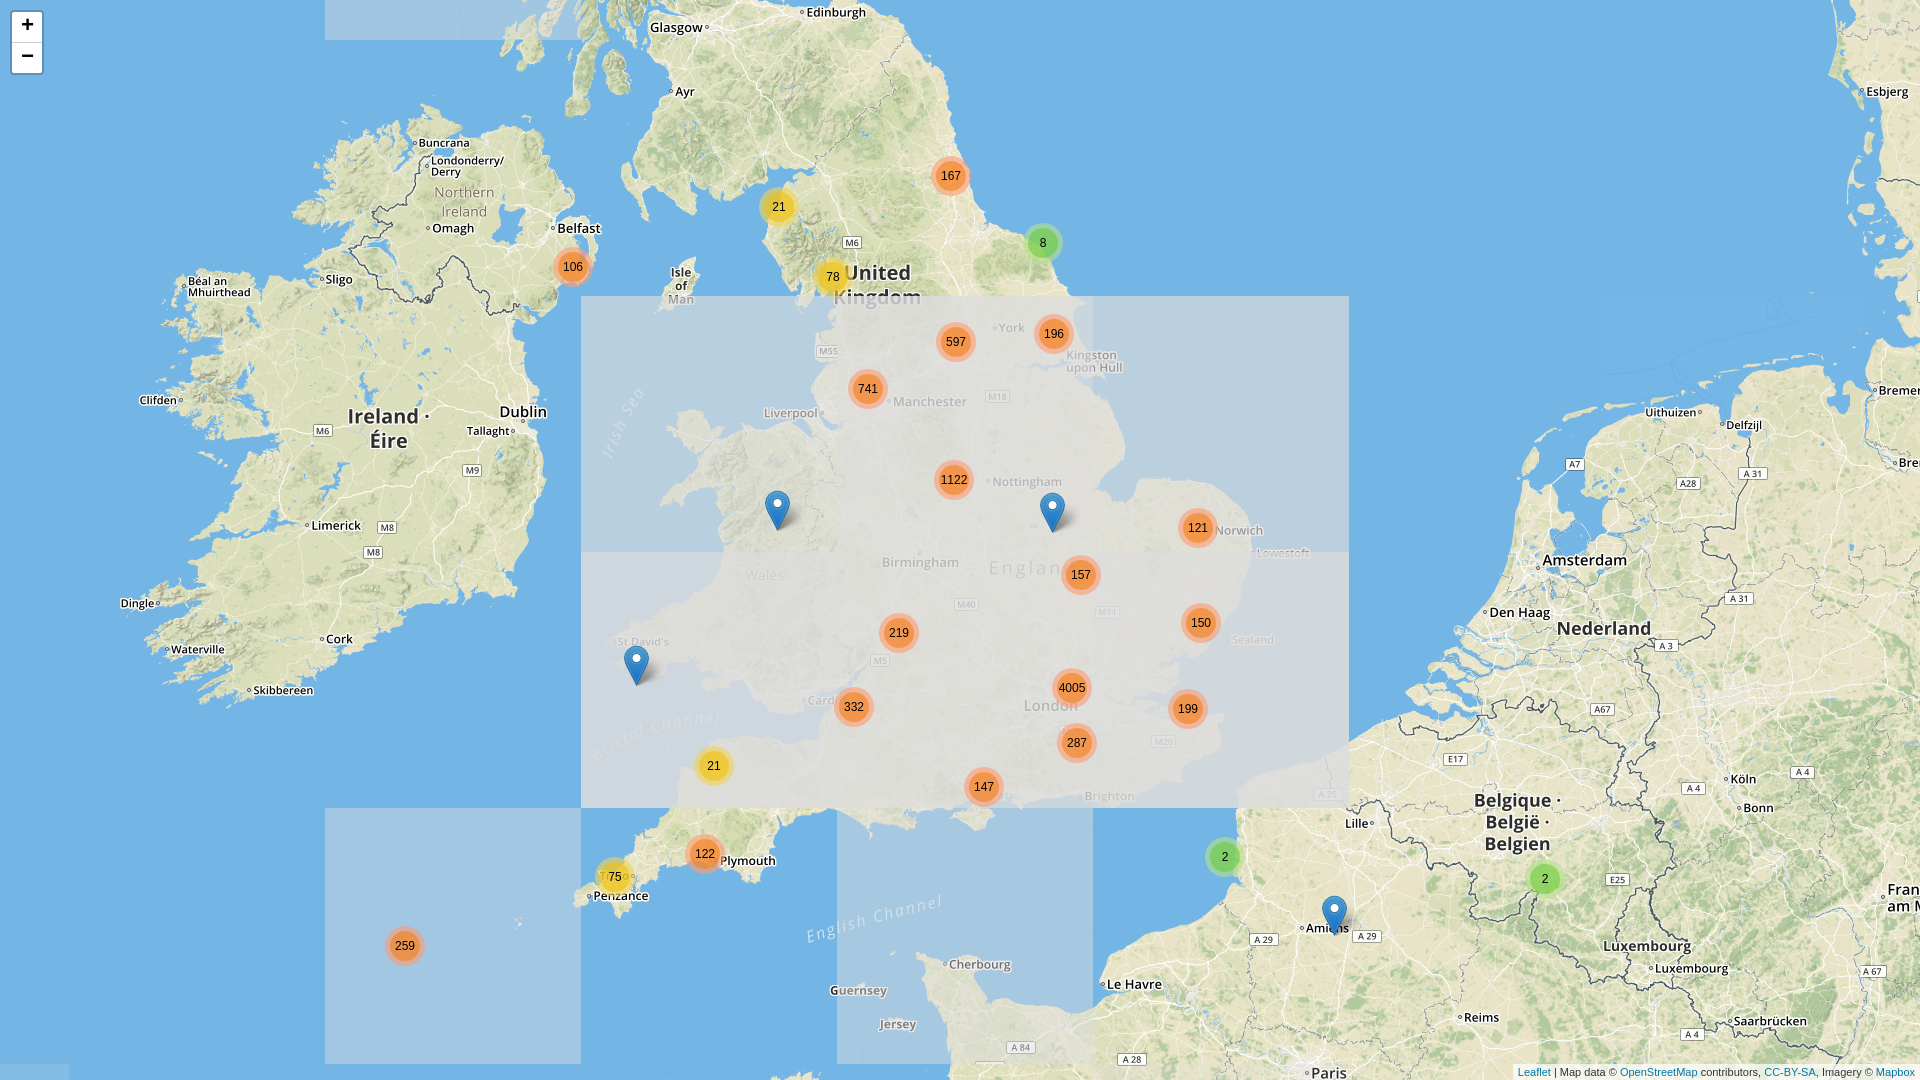 +
−
Edinburgh
Glasgow
Ayr
Esbjerg
Buncrana
Londonderry/
Derry
Northern
Ireland
Omagh
Belfast
Sligo
Béal an
Mhuirthead
Isle
of
Man
M6
United
Kingdom
167
21
8
78
106
York
597
196
M55
Kingston
upon Hull
741
Manchester
M18
Liverpool
Irish Sea
Clifden
Ireland ·
Éire
M6
Dublin
Tallaght
M9
Limerick
M8
M8
Dingle
Cork
Waterville
Skibbereen
1122
Nottingham
121
Norwich
Lowestoft
Birmingham
Englan
157
Wales
M40
M11
150
Sealand
219
St David's
M5
4005
London
199
Cardi
332
287
M20
Bristol Channel
21
147
Brighton
A 25
122
Plymouth
75
Penzance
259
English Channel
2
Lille
Amiens
A 29
A 29
Cherbourg
Guernsey
Jersey
Le Havre
A 84
A 28
Reims
Paris
Uithuizen
Delfzijl
Bremer
Bre
A7
A 31
A28
Amsterdam
Den Haag
A 31
Nederland
A 3
A67
E17
Köln
A 4
A 4
Bonn
Belgique ·
België ·
Belgien
2
E25
Fran
am M
Luxembourg
Luxembourg
A 67
Saarbrücken
A 4
Leaflet | Map data © OpenStreetMap contributors, CC-BY-SA, Imagery © Mapbox